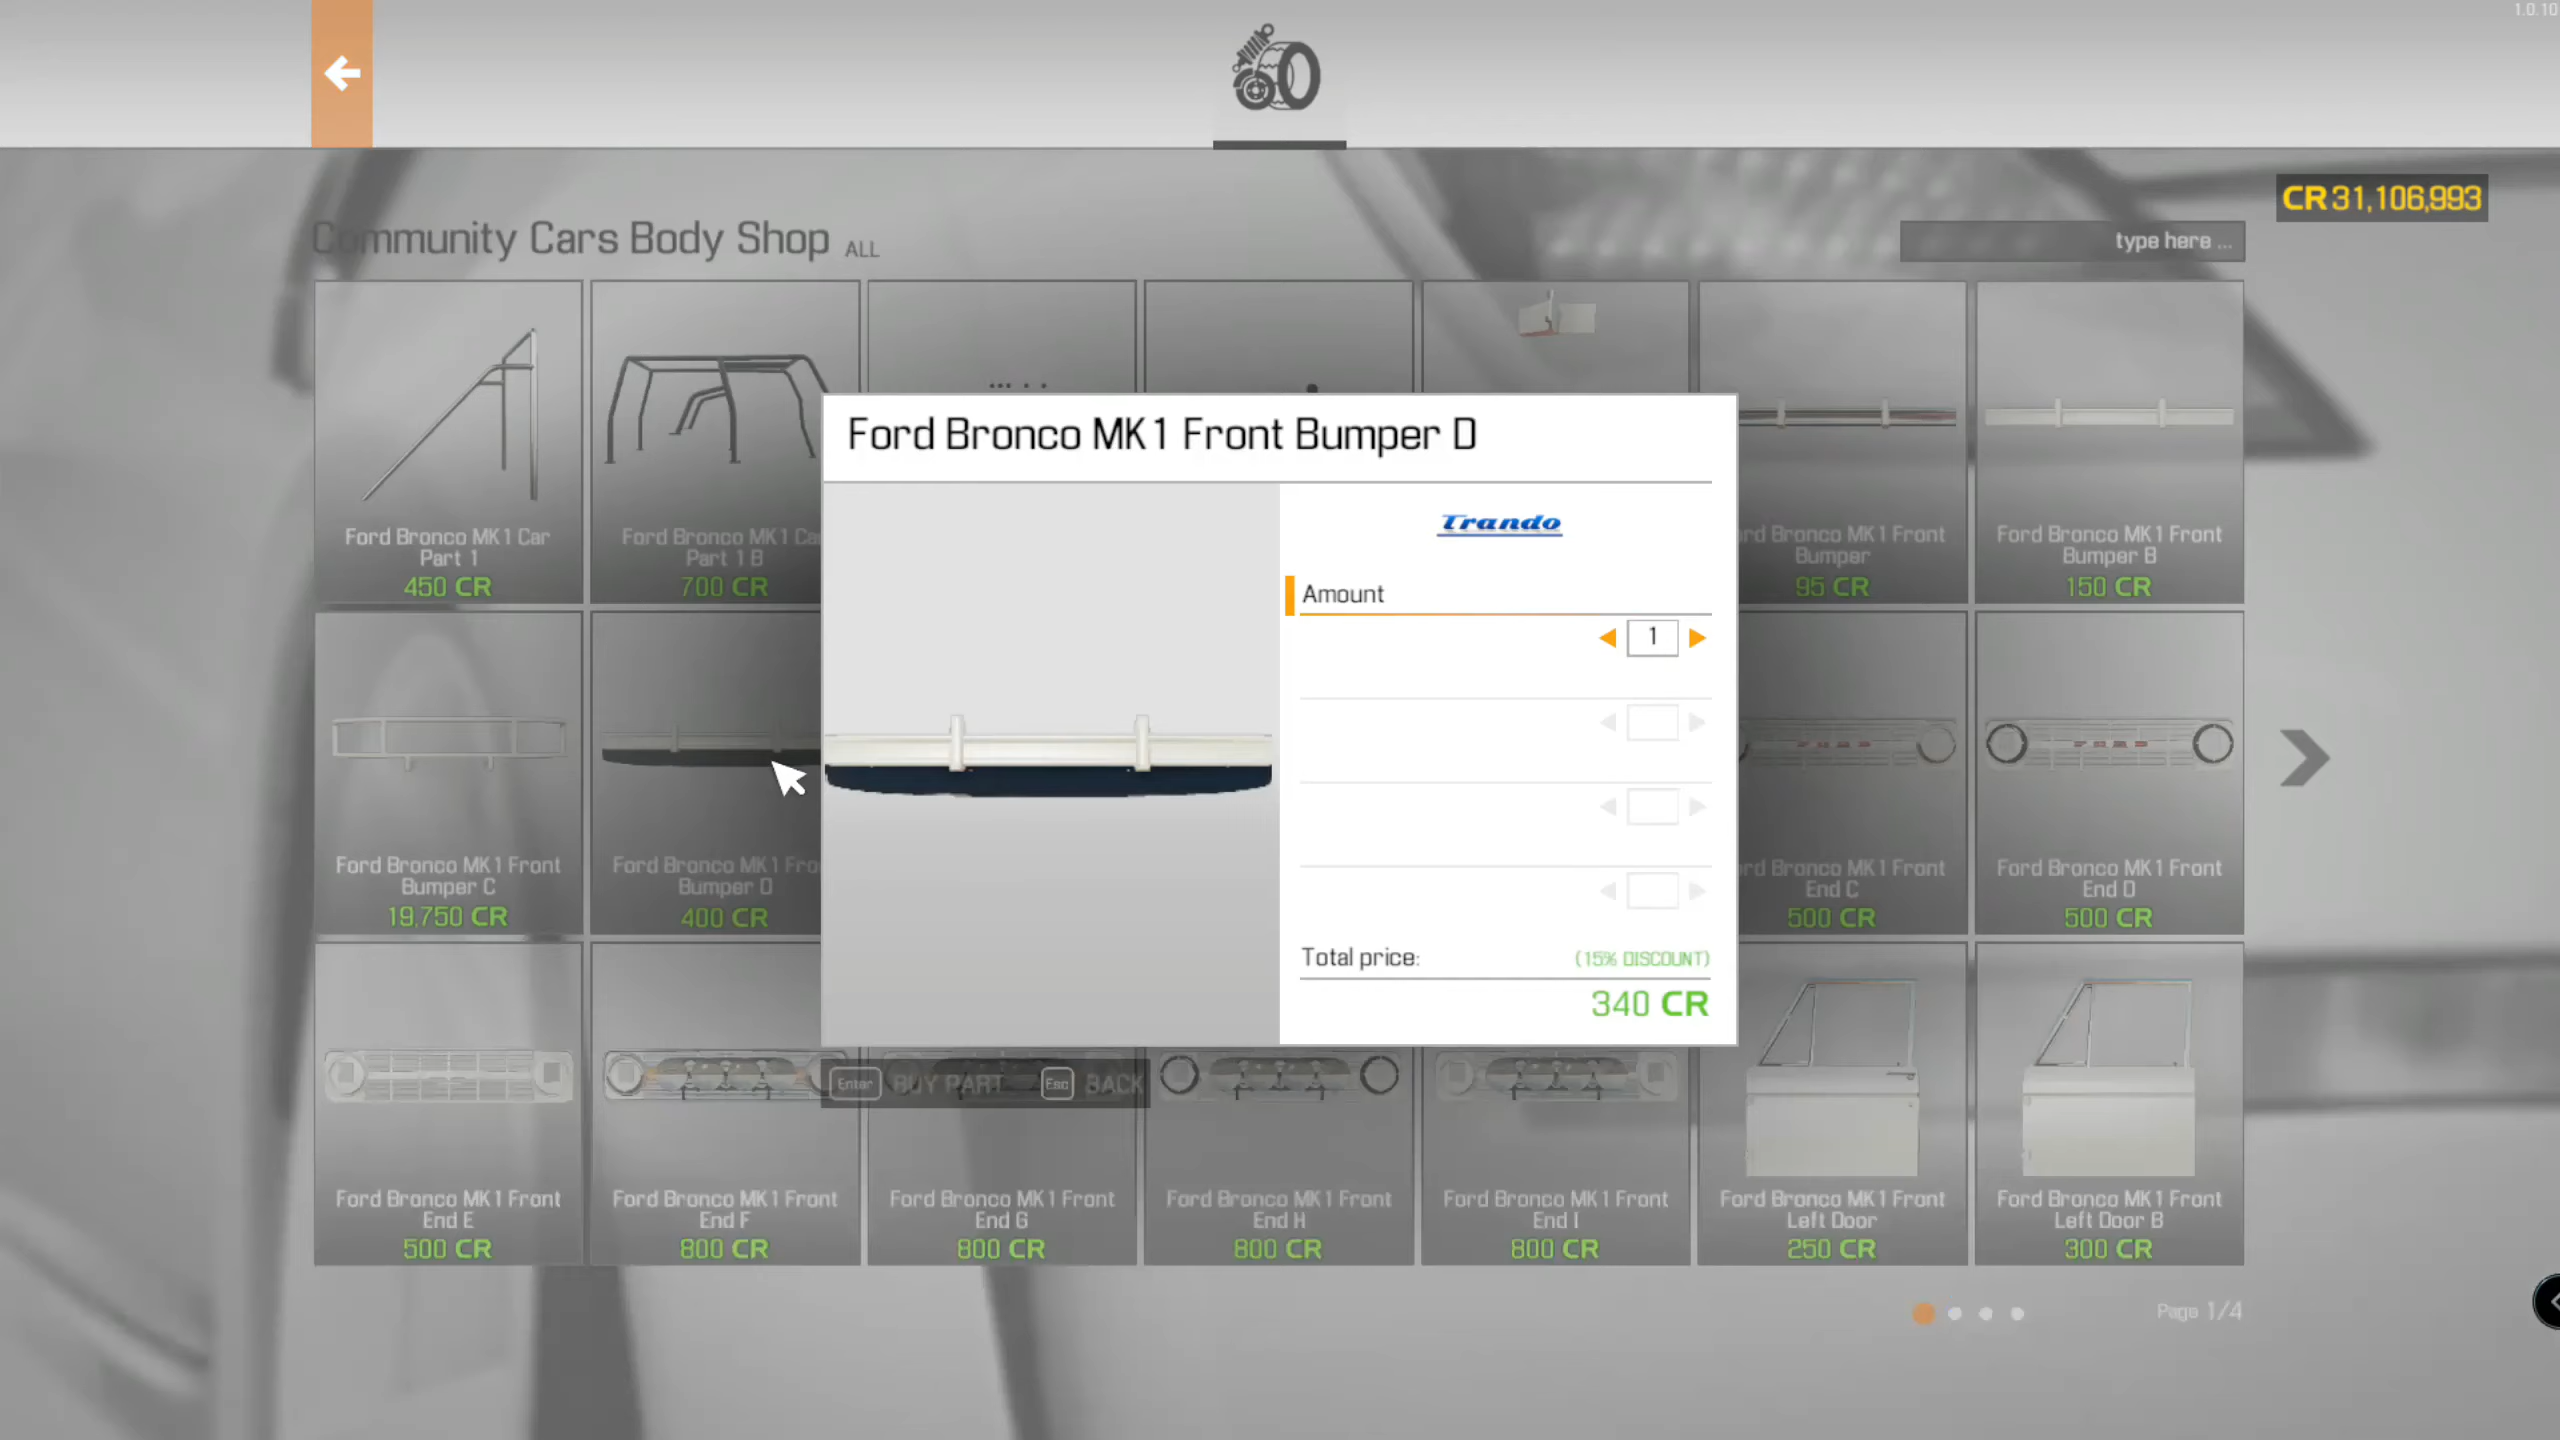 1.0.10
CR 31,106,993
Community Cars Body Shop ALL
type here ...
Ford Bronco MK1 Car
Part 1
450 CR
Ford Bronco MK1 Ca
Part 1 B
700 CR
rd Bronco MK1 Front
Bumper
95 CR
Ford Bronco MK1 Front
Bumper B
150 CR
Ford Bronco MK1 Front Bumper D
Trando
Amount
1
Total price:
(15% DISCOUNT)
340 CR
Ford Bronco MK1 Front
Bumper C
19,750 CR
Ford Bronco MK1 Fro
Bumper D
400 CR
rd Bronco MK1 Front
End C
500 CR
Ford Bronco MK1 Front
End D
500 CR
Enter BUY PART Esc BACK
Ford Bronco MK1 Front
End E
500 CR
Ford Bronco MK1 Front
End F
800 CR
Ford Bronco MK1 Front
End G
800 CR
Ford Bronco MK1 Front
End H
800 CR
Ford Bronco MK1 Front
End I
800 CR
Ford Bronco MK1 Front
Left Door
250 CR
Ford Bronco MK1 Front
Left Door B
300 CR
Page 1/4